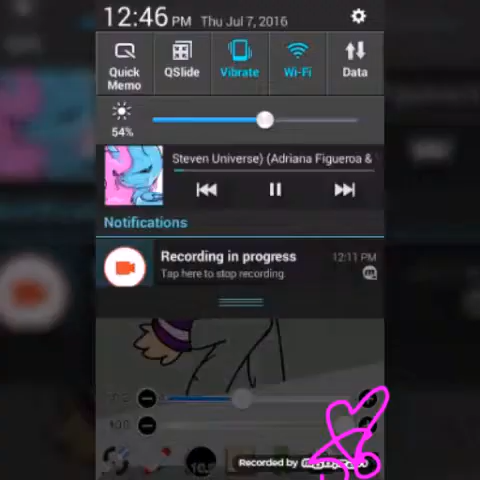 12:46 PM Thu Jul 7, 2016
Quick Memo QSlide Vibrate Wi-Fi Data
54%
Steven Universe) (Adriana Figueroa &
Notifications
Recording in progress 12:11 PM
Tap here to stop recording
Recorded by